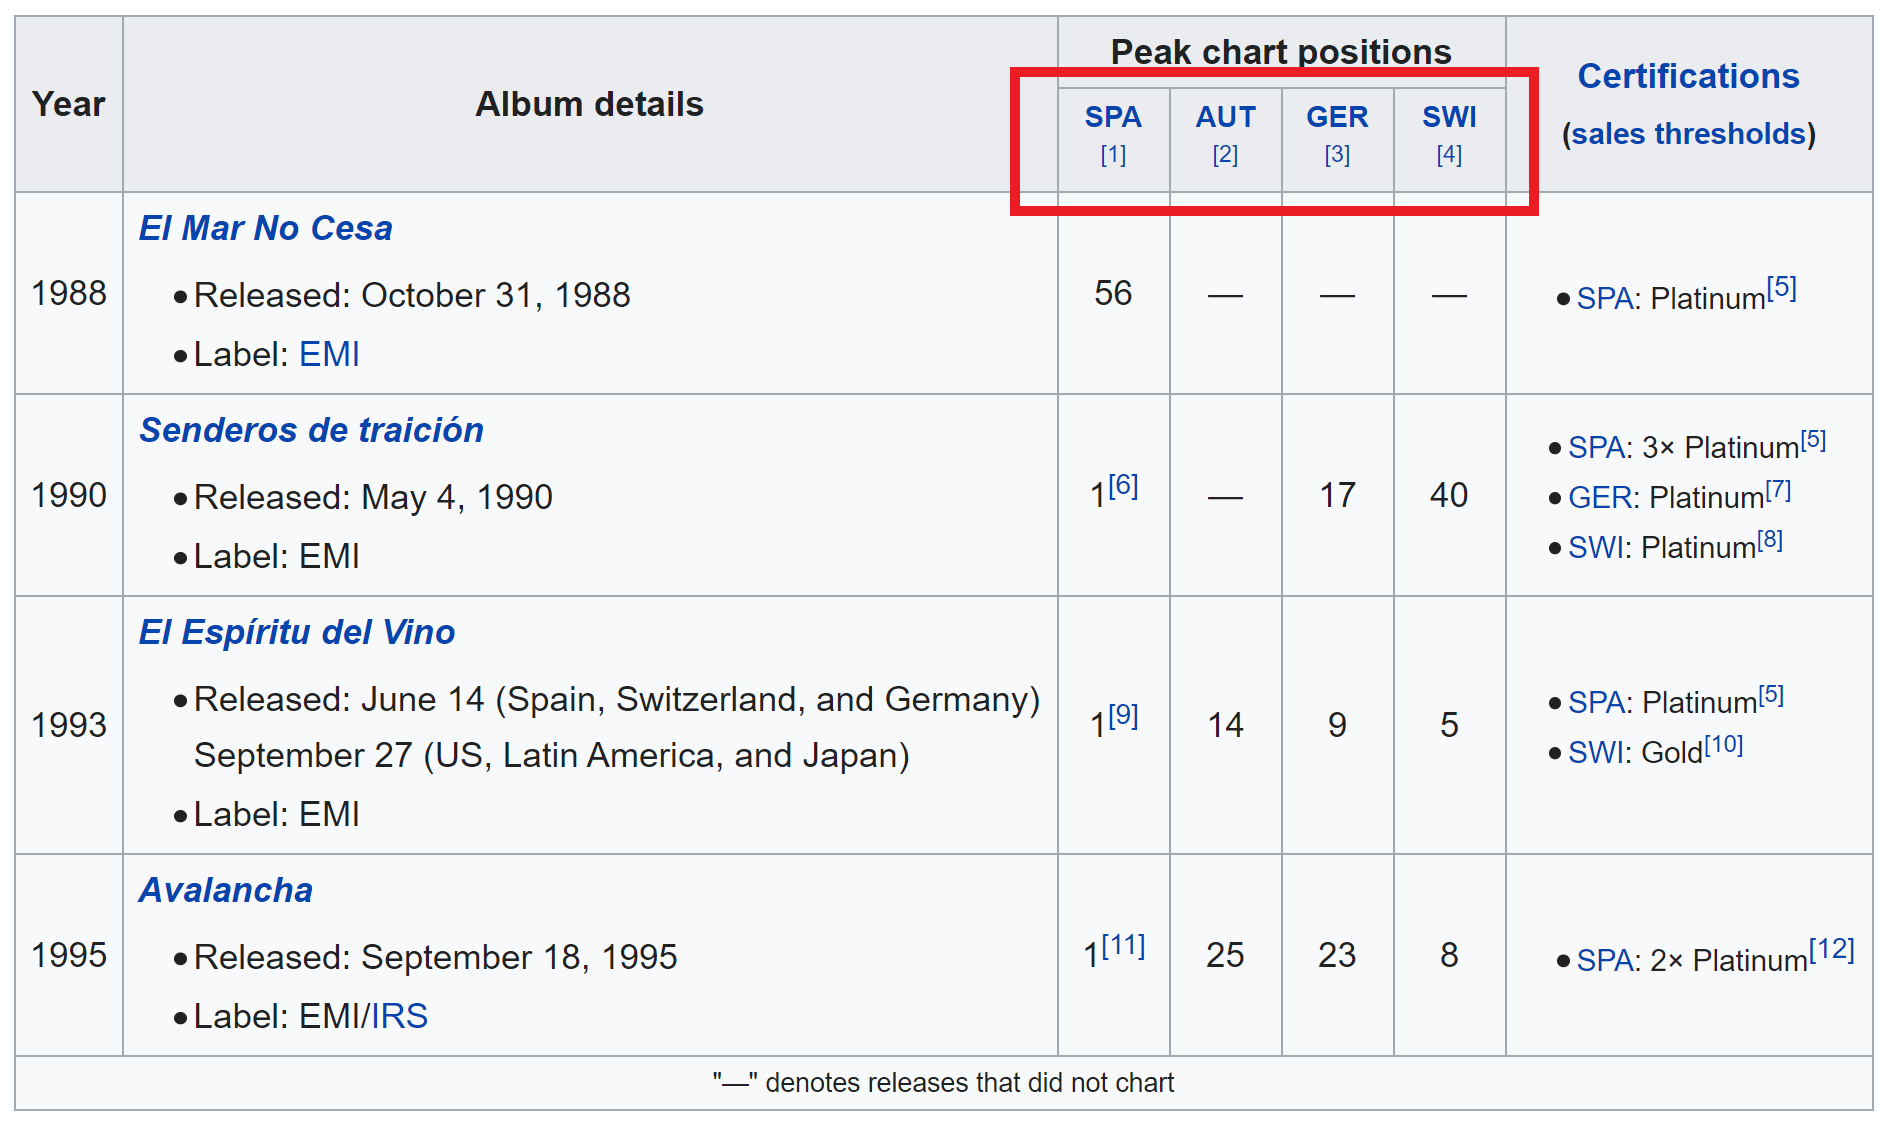 Year
Album details
Peak chart positions
Certifications
(sales thresholds)
SPA
[1]
AUT
[2]
GER
[3]
SWI
[4]
1988
El Mar No Cesa
•Released: October 31, 1988
•Label: EMI
56
—
—
—
• SPA: Platinum[5]
1990
Senderos de traición
•Released: May 4, 1990
•Label: EMI
1[6]
—
17
40
• SPA: 3× Platinum[5]
• GER: Platinum[7]
• SWI: Platinum[8]
1993
El Espíritu del Vino
•Released: June 14 (Spain, Switzerland, and Germany)
September 27 (US, Latin America, and Japan)
•Label: EMI
1[9]
14
9
5
• SPA: Platinum[5]
• SWI: Gold[10]
1995
Avalancha
•Released: September 18, 1995
•Label: EMI/IRS
1[11]
25
23
8
• SPA: 2× Platinum[12]
"—" denotes releases that did not chart